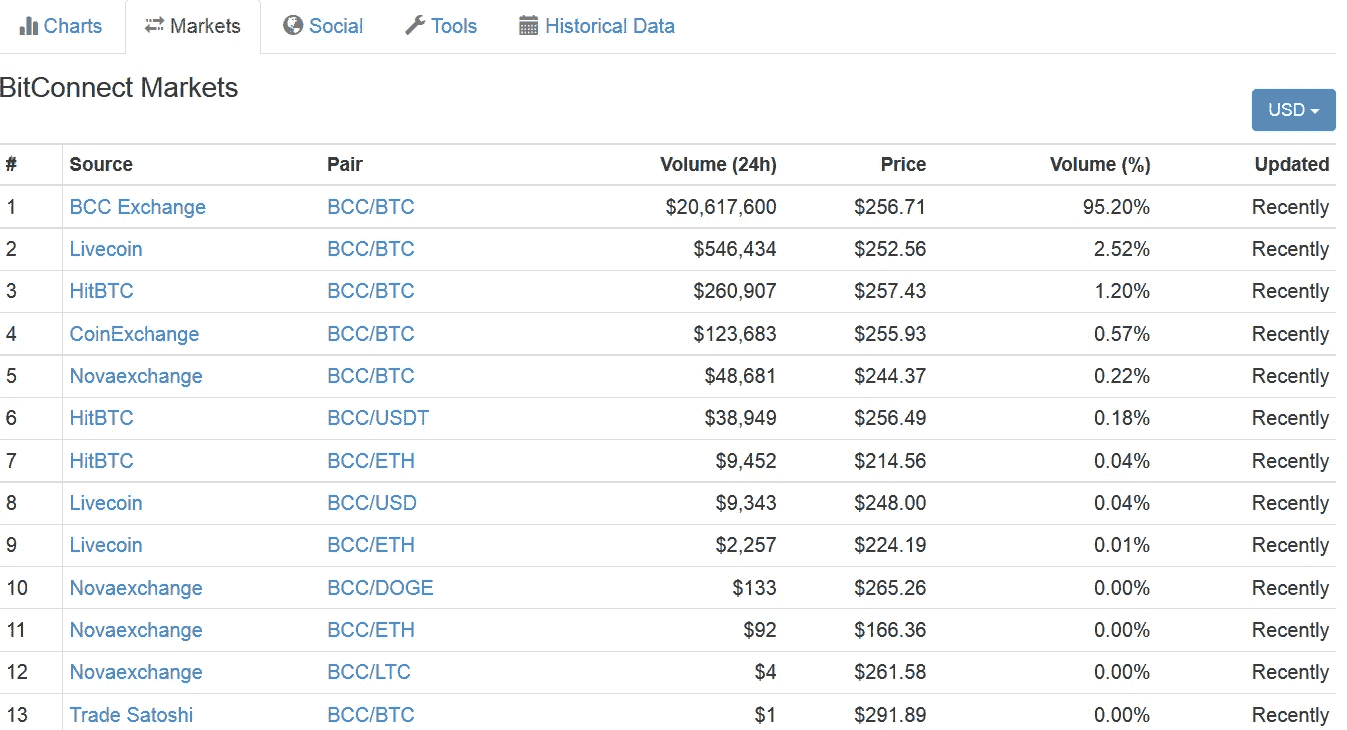 Charts Markets Social Tools Historical Data
BitConnect Markets
USD
# Source Pair Volume (24h) Price Volume (%) Updated
1 BCC Exchange BCC/BTC $20,617,600 $256.71 95.20% Recently
2 Livecoin BCC/BTC $546,434 $252.56 2.52% Recently
3 HitBTC BCC/BTC $260,907 $257.43 1.20% Recently
4 CoinExchange BCC/BTC $123,683 $255.93 0.57% Recently
5 Novaexchange BCC/BTC $48,681 $244.37 0.22% Recently
6 HitBTC BCC/USDT $38,949 $256.49 0.18% Recently
7 HitBTC BCC/ETH $9,452 $214.56 0.04% Recently
8 Livecoin BCC/USD $9,343 $248.00 0.04% Recently
9 Livecoin BCC/ETH $2,257 $224.19 0.01% Recently
10 Novaexchange BCC/DOGE $133 $265.26 0.00% Recently
11 Novaexchange BCC/ETH $92 $166.36 0.00% Recently
12 Novaexchange BCC/LTC $4 $261.58 0.00% Recently
13 Trade Satoshi BCC/BTC $1 $291.89 0.00% Recently